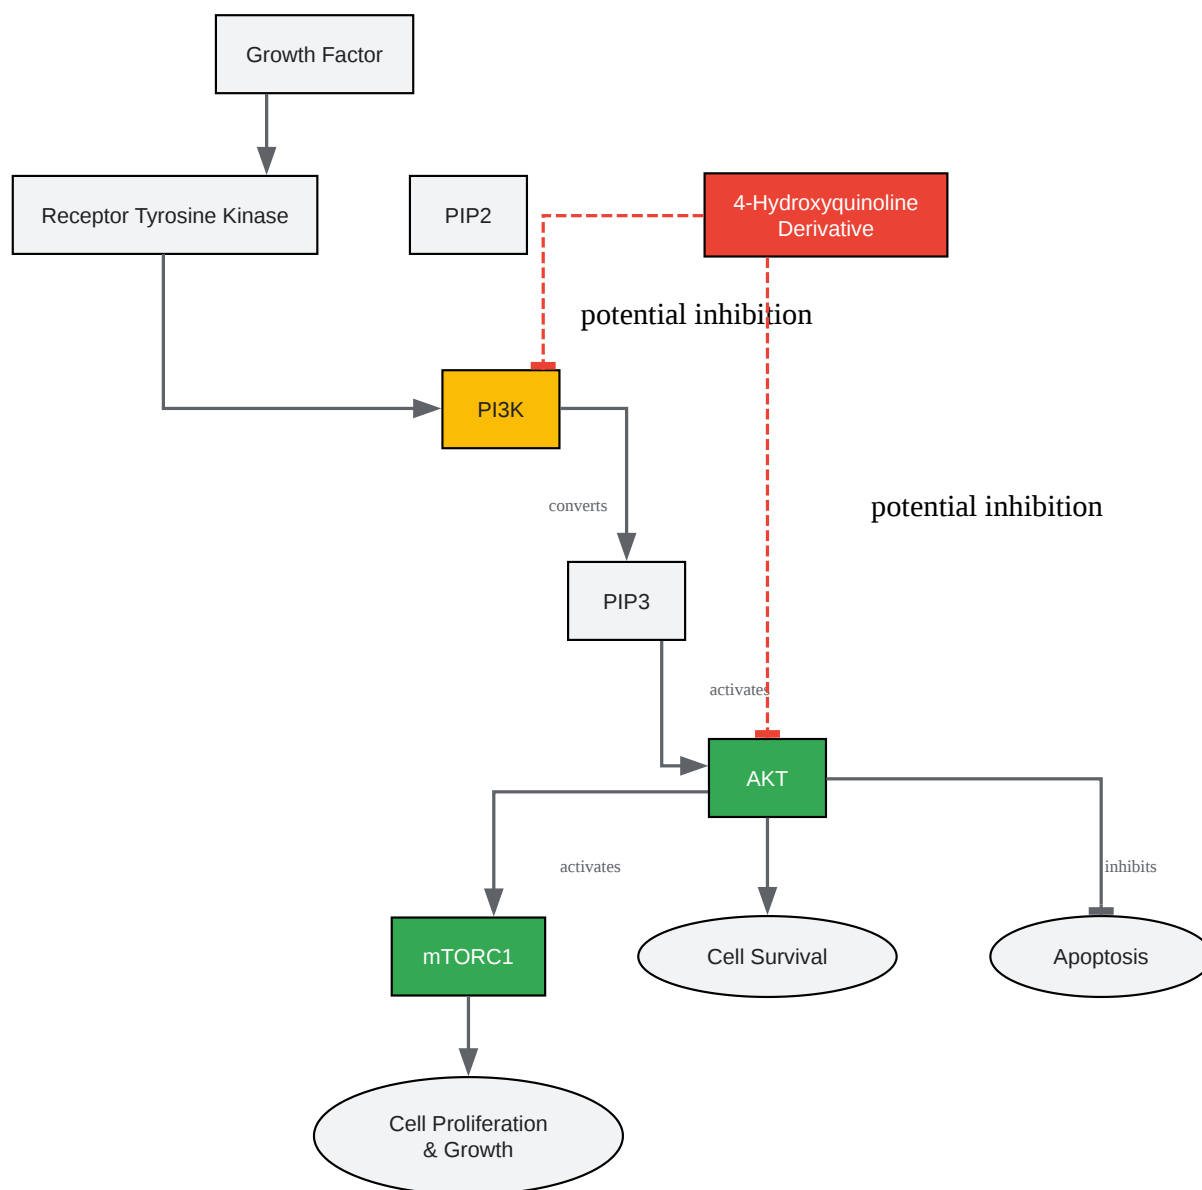 Growth Factor
Receptor Tyrosine Kinase
PIP2
4-Hydroxyquinoline
Derivative
potential inhibition
PI3K
converts
potential inhibition
PIP3
activates
AKT
activates
inhibits
mTORC1
Cell Survival
Apoptosis
Cell Proliferation
& Growth